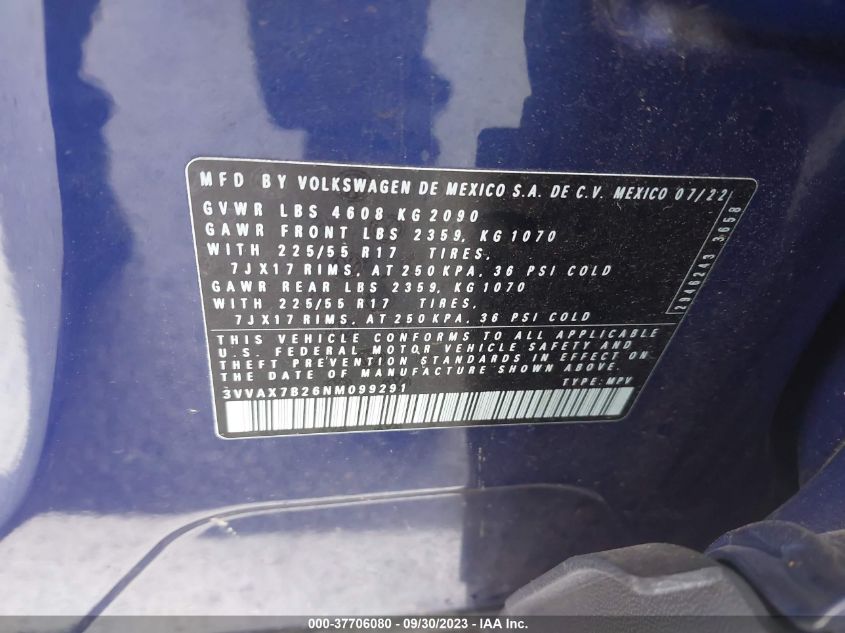 MFD BY VOLKSWAGEN DE MEXICO S.A. DE C.V. MEXICO 07/22
GVWR LBS 4608 KG 2090
GAWR FRONT LBS 2359, KG 1070
WITH 225/55 R17 TIRES,
7JX17 RIMS, AT 250 KPA, 36 PSI COLD
GAWR REAR LBS 2359, KG 1070
WITH 225/55 R17 TIRES,
7JX17 RIMS, AT 250 KPA, 36 PSI COLD
2946243 3658
THIS VEHICLE CONFORMS TO ALL APPLICABLE
U.S. FEDERAL MOTOR VEHICLE SAFETY AND
THEFT PREVENTION STANDARDS IN EFFECT ON
THE DATE OF MANUFACTURE SHOWN ABOVE.
3VVAX7B26NM099291 TYPE: MPV
000-37706080 - 09/30/2023 - IAA Inc.